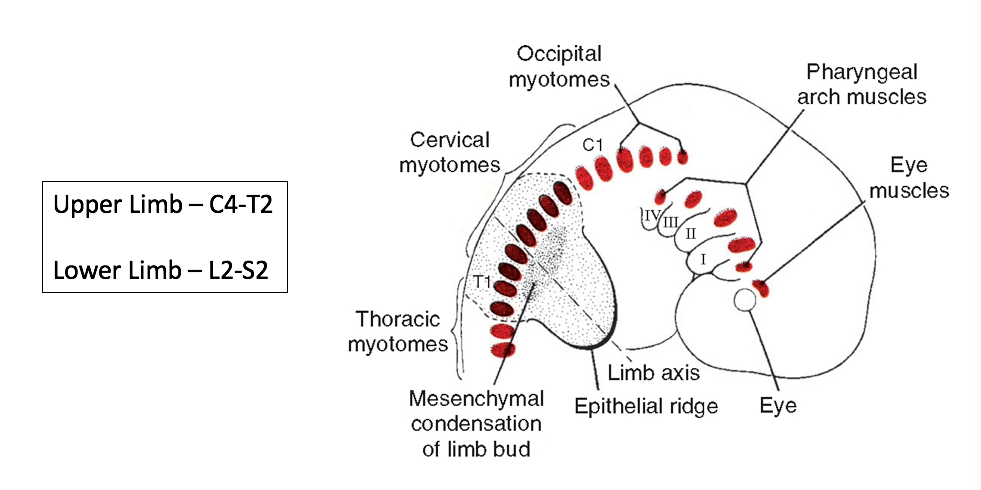 Upper Limb – C4-T2
Lower Limb – L2-S2
Occipital
myotomes
Pharyngeal
arch muscles
Cervical
myotomes
C1
Eye
muscles
IV
III
II
I
T1
Thoracic
myotomes
Limb axis
Mesenchymal
condensation
of limb bud
Epithelial ridge
Eye